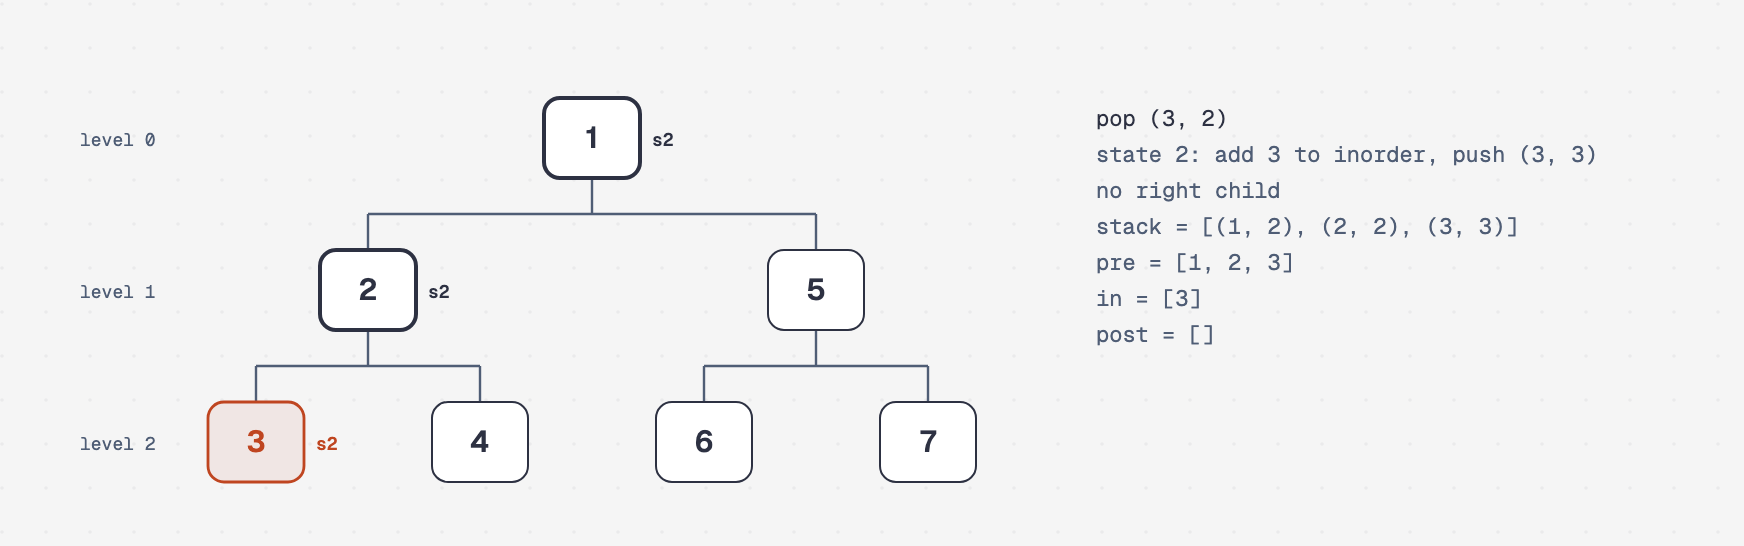 level 0
1 s2
level 1
2 s2
5
level 2
3 s2
4
6
7
pop (3, 2)
state 2: add 3 to inorder, push (3, 3)
no right child
stack = [(1, 2), (2, 2), (3, 3)]
pre = [1, 2, 3]
in = [3]
post = []